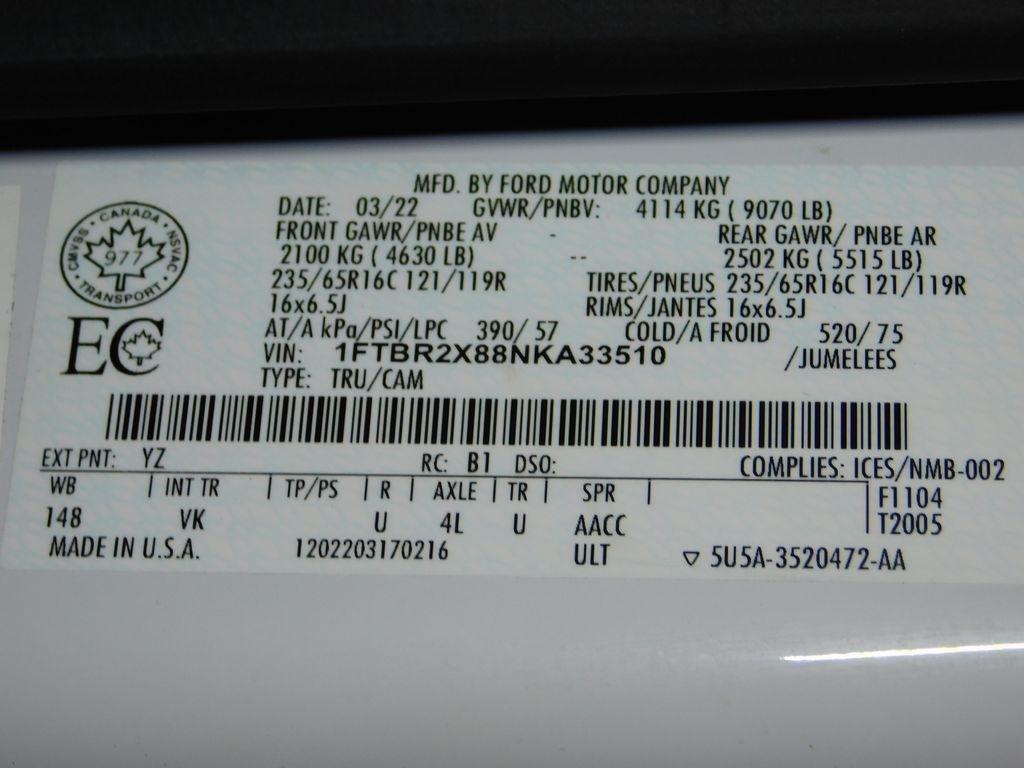 MFD. BY FORD MOTOR COMPANY
DATE: 03/22 GVWR/PNBV: 4114 KG ( 9070 LB)
FRONT GAWR/PNBE AV - REAR GAWR/ PNBE AR
2100 KG ( 4630 LB) -- 2502 KG ( 5515 LB)
235/65R16C 121/119R TIRES/PNEUS 235/65R16C 121/119R
16x6.5J RIMS/JANTES 16x6.5J
AT/A kPa/PSI/LPC 390/ 57 COLD/A FROID 520/ 75
VIN: 1FTBR2X88NKA33510 /JUMELEES
TYPE: TRU/CAM
CANADA
CMVSS 977 NSVAC
TRANSPORT
EC
EXT PNT: YZ RC: B1 DSO: COMPLIES: ICES/NMB-002
WB | INT TR | TP/PS | R | AXLE | TR | SPR | F1104
148 VK U 4L U AACC T2005
MADE IN U.S.A. 1202203170216 ULT ▽ 5U5A-3520472-AA